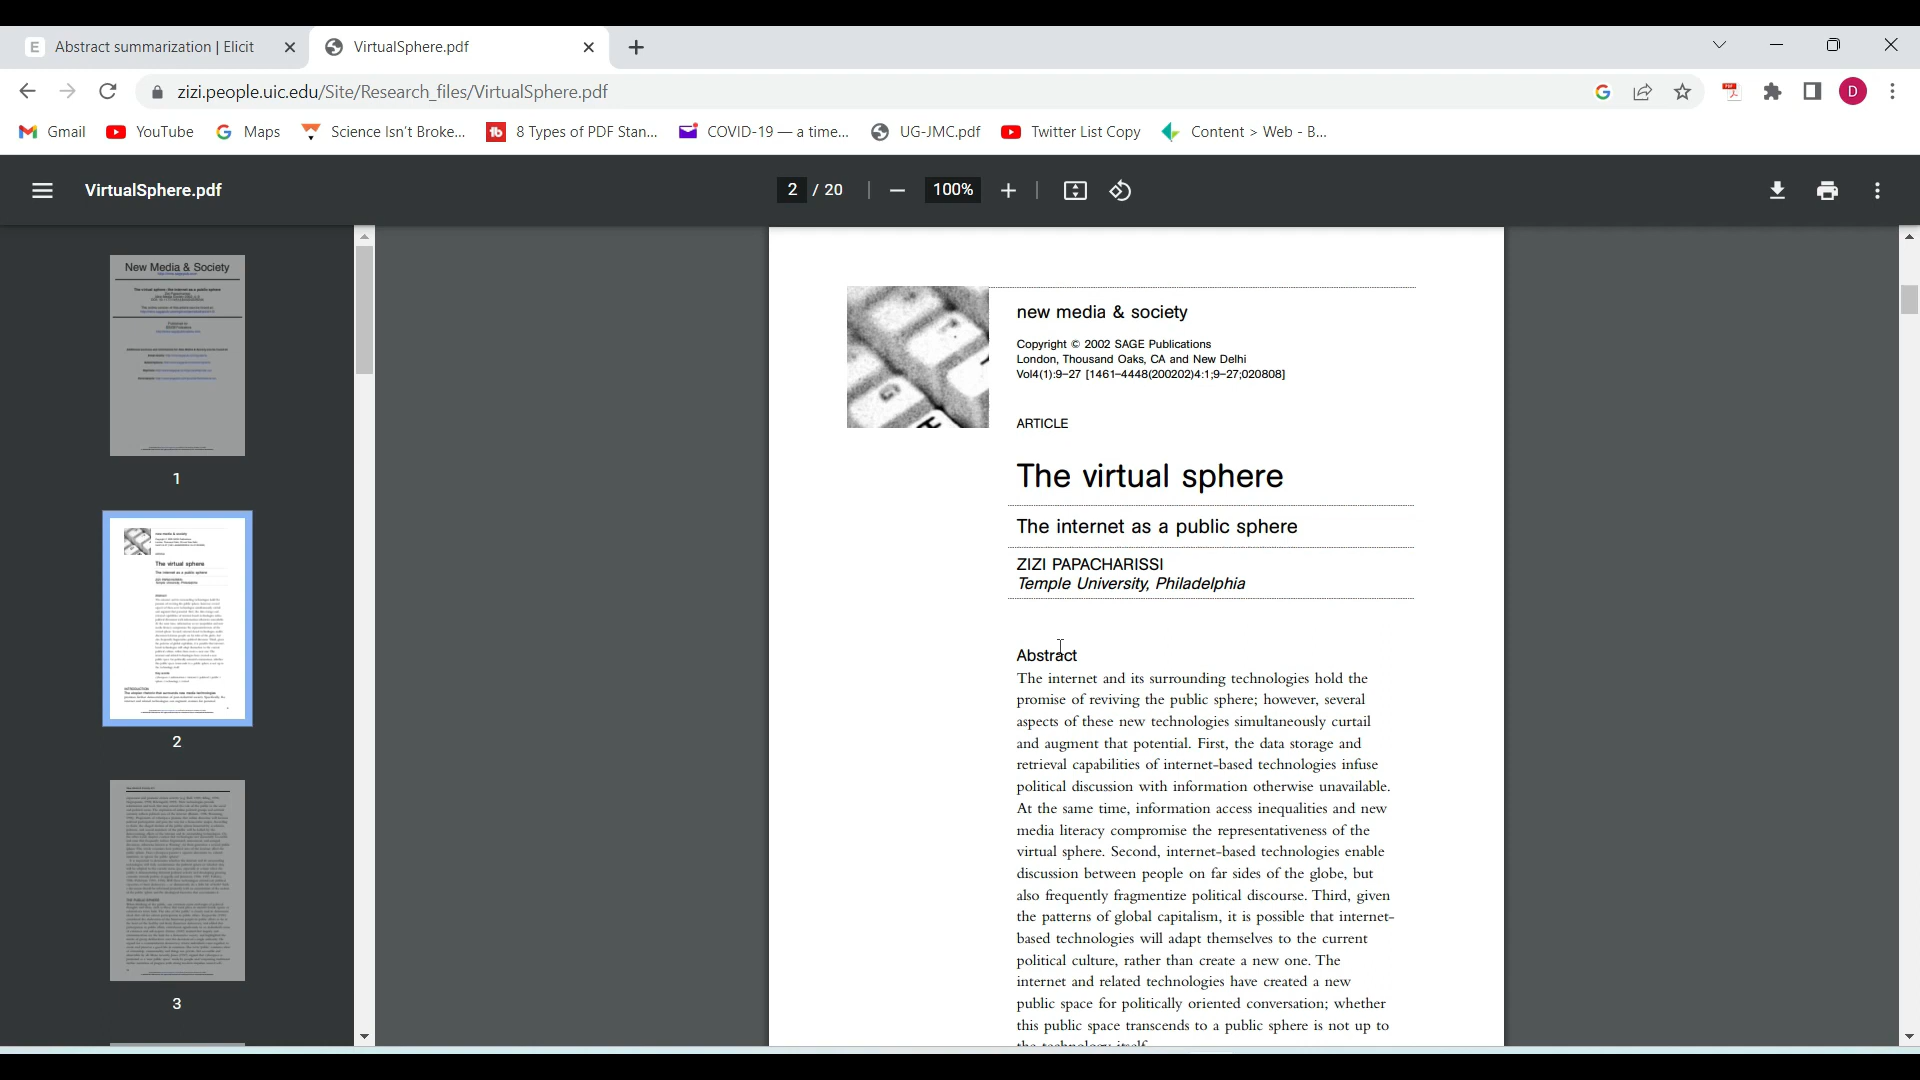 Abstract summarization | Elicit
VirtualSphere.pdf
zizi.people.uic.edu/Site/Research_files/VirtualSphere.pdf
D
Gmail YouTube Maps Science Isn't Broke... 8 Types of PDF Stan... COVID-19 — a time... UG-JMC.pdf Twitter List Copy Content > Web - B...
VirtualSphere.pdf
2 / 20
100%
New Media & Society
1
2
3
new media & society
Copyright © 2002 SAGE Publications
London, Thousand Oaks, CA and New Delhi
Vol4(1):9–27 [1461–4448(200202)4:1;9–27;020808]
ARTICLE
The virtual sphere
The internet as a public sphere
ZIZI PAPACHARISSI
Temple University, Philadelphia
Abstract
The internet and its surrounding technologies hold the
promise of reviving the public sphere; however, several
aspects of these new technologies simultaneously curtail
and augment that potential. First, the data storage and
retrieval capabilities of internet-based technologies infuse
political discussion with information otherwise unavailable.
At the same time, information access inequalities and new
media literacy compromise the representativeness of the
virtual sphere. Second, internet-based technologies enable
discussion between people on far sides of the globe, but
also frequently fragmentize political discourse. Third, given
the patterns of global capitalism, it is possible that internet-
based technologies will adapt themselves to the current
political culture, rather than create a new one. The
internet and related technologies have created a new
public space for politically oriented conversation; whether
this public space transcends to a public sphere is not up to
the technology itself.